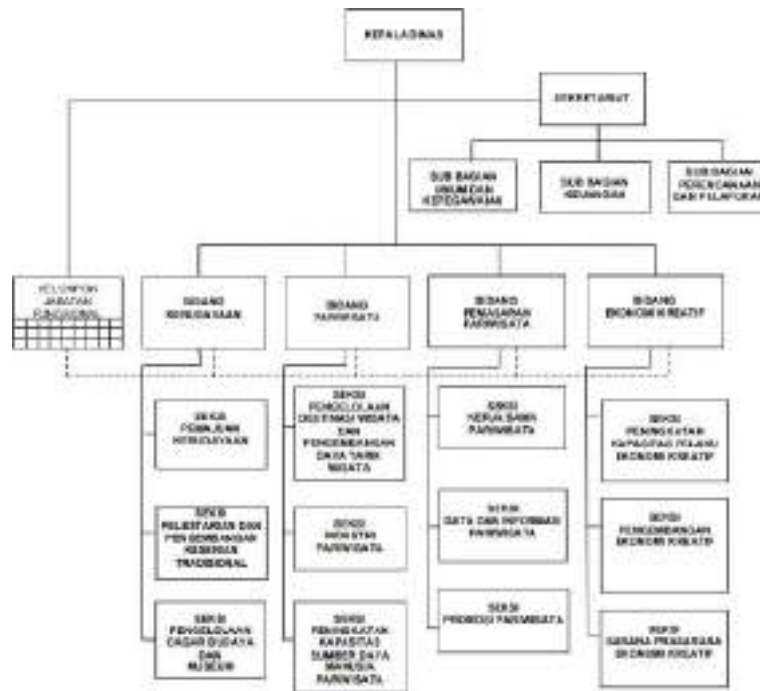 KEPALA DINAS
SEKRETARIAT
SUB BAGIAN
UMUM DAN
KEPEGAWAIAN
SUB BAGIAN
KEUANGAN
SUB BAGIAN
PERENCANAAN
DAN PELAPORAN
KELOMPOK
JABATAN
FUNGSIONAL
BIDANG
KEBUDAYAAN
BIDANG
PARIWISATA
BIDANG
PEMASARAN
PARIWISATA
BIDANG
EKONOMI KREATIF
SEKSI
PEMAJUAN
KEBUDAYAAN
SEKSI
PELESTARIAN DAN
PENGEMBANGAN
KESENIAN
TRADISIONAL
SEKSI
PENGELOLAAN
CAGAR BUDAYA
DAN
MUSEUM
SEKSI
PENGELOLAAN
DESTINASI WISATA
DAN
PENGEMBANGAN
DAYA TARIK
WISATA
SEKSI
INDUSTRI
PARIWISATA
SEKSI
PENINGKATAN
KAPASITAS
SUMBER DAYA
MANUSIA
PARIWISATA
SEKSI
KERJA SAMA
PARIWISATA
SEKSI
DATA DAN INFORMASI
PARIWISATA
SEKSI
PROMOSI PARIWISATA
SEKSI
PENINGKATAN
KAPASITAS PELAKU
EKONOMI KREATIF
SEKSI
PENGEMBANGAN
EKONOMI KREATIF
SEKSI
SARANA PRASARANA
EKONOMI KREATIF